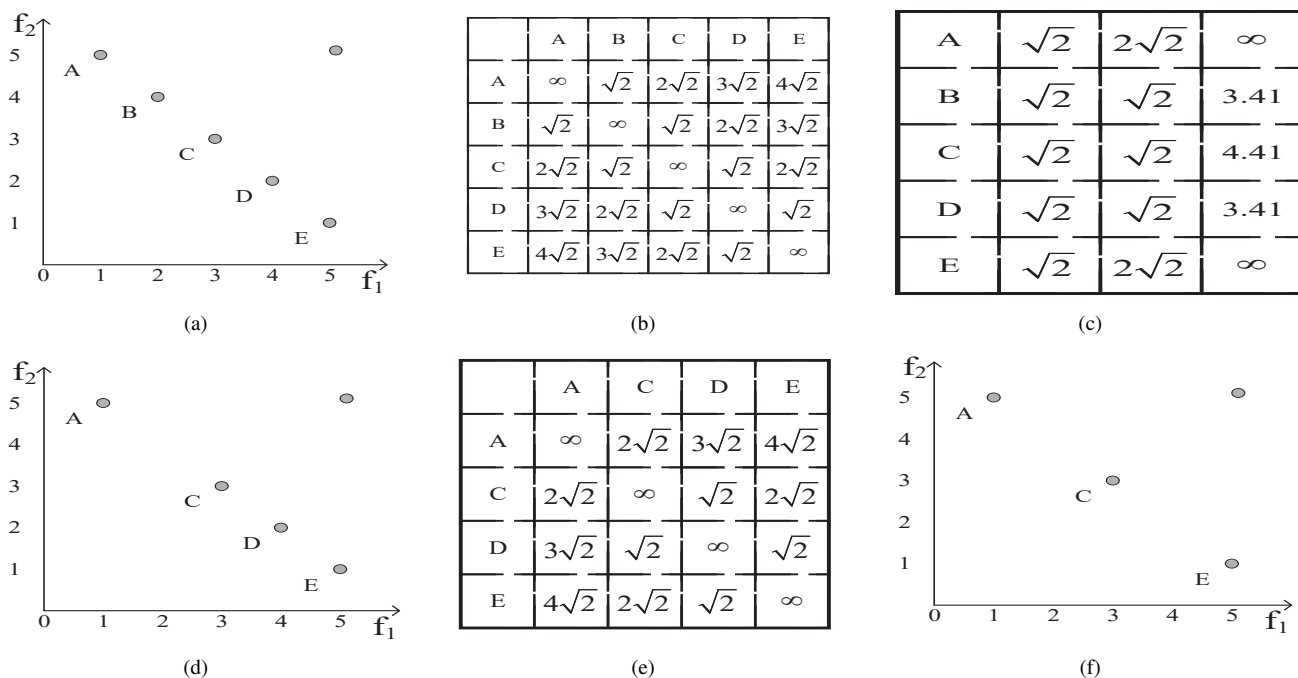 f₂
5
4
3
2
1
A
B
C
D
E
0 1 2 3 4 5
f₁
(a)
A B C D E
A ∞ √2 2√2 3√2 4√2
B √2 ∞ √2 2√2 3√2
C 2√2 √2 ∞ √2 2√2
D 3√2 2√2 √2 ∞ √2
E 4√2 3√2 2√2 √2 ∞
(b)
A √2 2√2 ∞
B √2 √2 3.41
C √2 √2 4.41
D √2 √2 3.41
E √2 2√2 ∞
(c)
f₂
5
4
3
2
1
A
C
D
E
0 1 2 3 4 5
f₁
(d)
A C D E
A ∞ 2√2 3√2 4√2
C 2√2 ∞ √2 2√2
D 3√2 √2 ∞ √2
E 4√2 2√2 √2 ∞
(e)
f₂
5
4
3
2
1
A
C
E
0 1 2 3 4 5
f₁
(f)